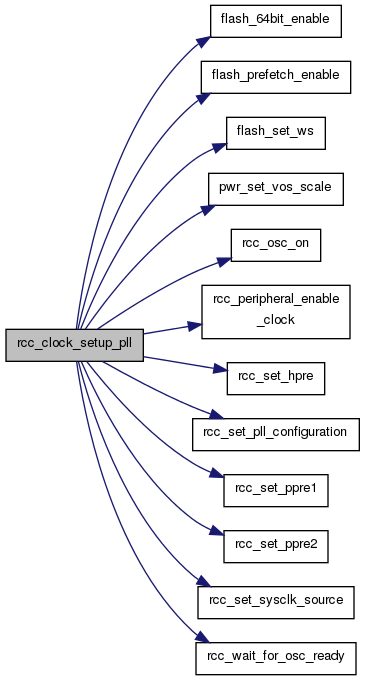 flash_64bit_enable
flash_prefetch_enable
flash_set_ws
pwr_set_vos_scale
rcc_osc_on
rcc_peripheral_enable
_clock
rcc_clock_setup_pll
rcc_set_hpre
rcc_set_pll_configuration
rcc_set_ppre1
rcc_set_ppre2
rcc_set_sysclk_source
rcc_wait_for_osc_ready